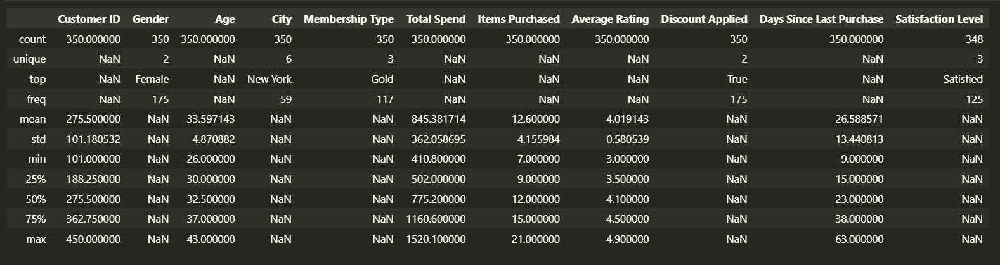 Customer ID Gender Age City Membership Type Total Spend Items Purchased Average Rating Discount Applied Days Since Last Purchase Satisfaction Level
count 350.000000 350 350.000000 350 350 350.000000 350.000000 350.000000 350 350.000000 348
unique NaN 2 NaN 6 3 NaN NaN NaN 2 NaN 3
top NaN Female NaN New York Gold NaN NaN NaN True NaN Satisfied
freq NaN 175 NaN 59 117 NaN NaN NaN 175 NaN 125
mean 275.500000 NaN 33.597143 NaN NaN 845.381714 12.600000 4.019143 NaN 26.588571 NaN
std 101.180532 NaN 4.870882 NaN NaN 362.058695 4.155984 0.580539 NaN 13.440813 NaN
min 101.000000 NaN 26.000000 NaN NaN 410.800000 7.000000 3.000000 NaN 9.000000 NaN
25% 188.250000 NaN 30.000000 NaN NaN 502.000000 9.000000 3.500000 NaN 15.000000 NaN
50% 275.500000 NaN 32.500000 NaN NaN 775.200000 12.000000 4.100000 NaN 23.000000 NaN
75% 362.750000 NaN 37.000000 NaN NaN 1160.600000 15.000000 4.500000 NaN 38.000000 NaN
max 450.000000 NaN 43.000000 NaN NaN 1520.100000 21.000000 4.900000 NaN 63.000000 NaN